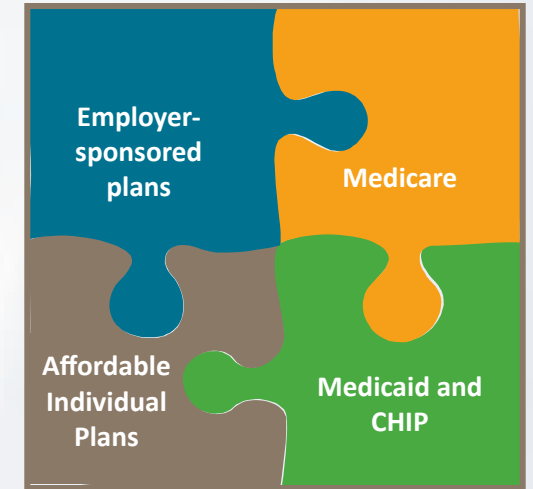 Employer-
sponsored
plans
Medicare
Affordable
Individual
Plans
Medicaid and
CHIP